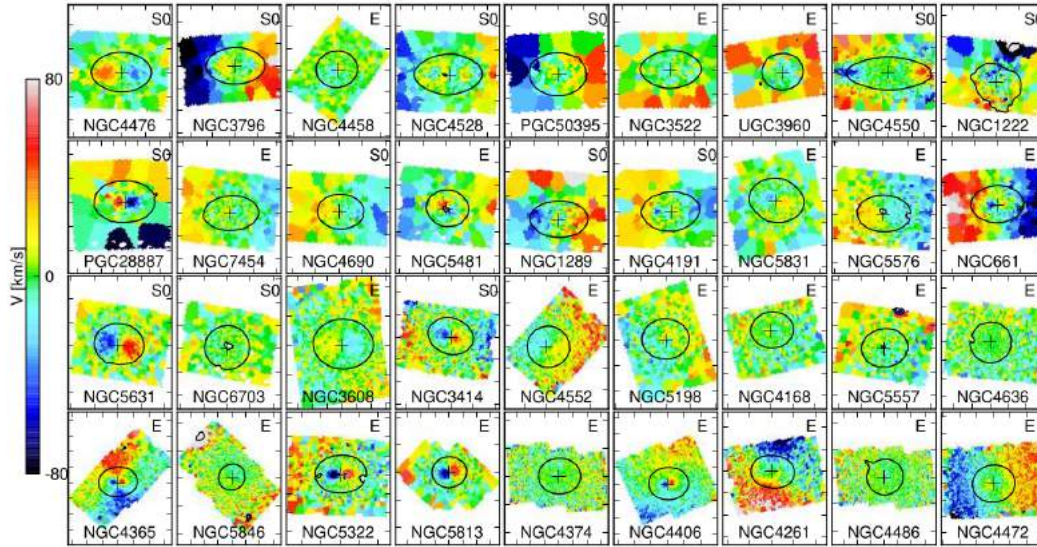 80
V [km/s]
0
-80
S0 E E S0 E E E S0 S0
NGC4476 NGC3796 NGC4458 NGC4528 PGC50395 NGC3522 UGC3960 NGC4550 NGC1222
S0 E S0 S0 S0 S0 E E E
PGC28887 NGC7454 NGC4690 NGC5481 NGC1289 NGC4191 NGC5831 NGC5576 NGC661
S0 S0 E S0 E E E E E
NGC5631 NGC6703 NGC3608 NGC3414 NGC4552 NGC5198 NGC4168 NGC5557 NGC4636
E E E E E E E E E
NGC4365 NGC5846 NGC5322 NGC5813 NGC4374 NGC4406 NGC4261 NGC4486 NGC4472